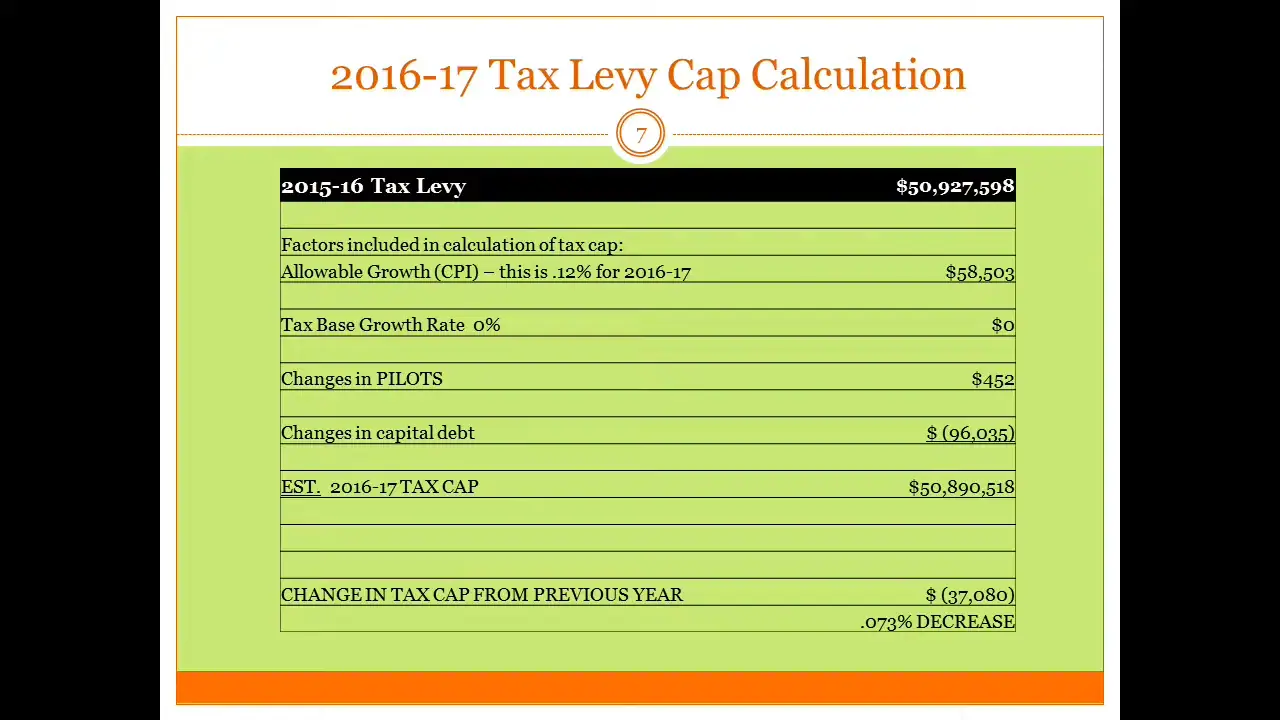 2016-17 Tax Levy Cap Calculation
7
2015-16 Tax Levy $50,927,598
Factors included in calculation of tax cap:
Allowable Growth (CPI) – this is .12% for 2016-17 $58,503
Tax Base Growth Rate 0% $0
Changes in PILOTS $452
Changes in capital debt $ (96,035)
EST. 2016-17 TAX CAP $50,890,518
CHANGE IN TAX CAP FROM PREVIOUS YEAR $ (37,080)
.073% DECREASE